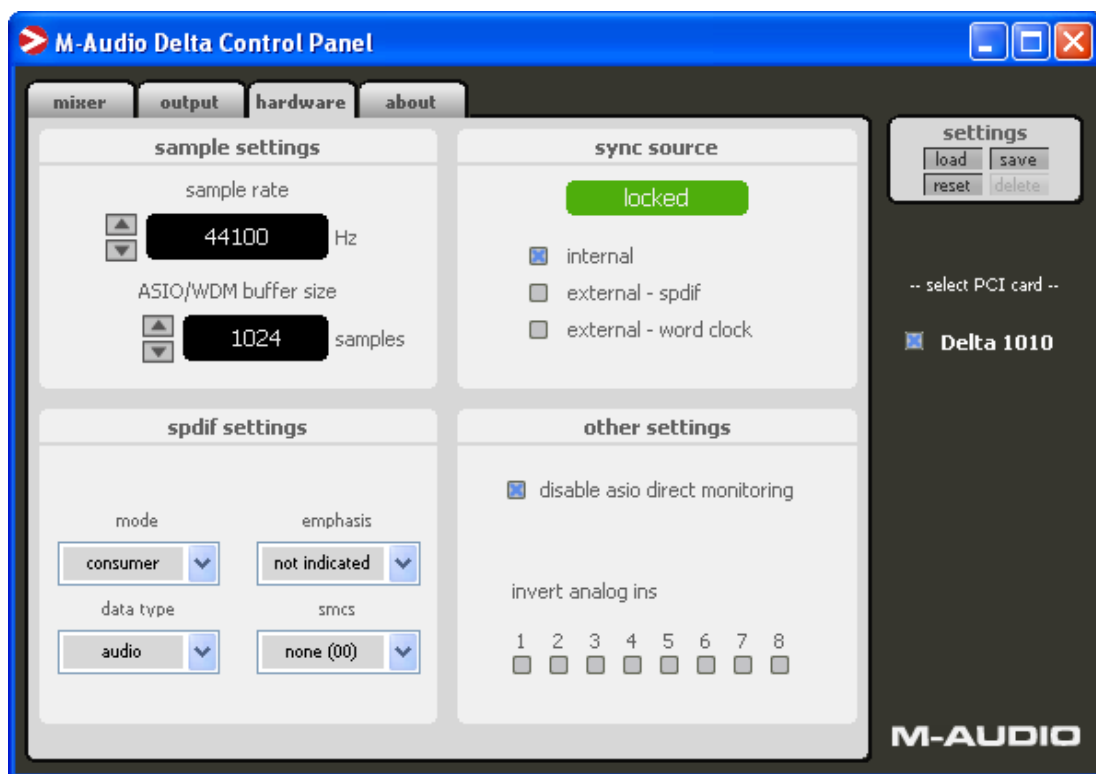 M-Audio Delta Control Panel
mixer output hardware about
sample settings
sample rate
44100 Hz
ASIO/WDM buffer size
1024 samples
sync source
locked
internal
external - spdif
external - word clock
spdif settings
mode
consumer
emphasis
not indicated
data type
audio
smcs
none (00)
other settings
disable asio direct monitoring
invert analog ins
1 2 3 4 5 6 7 8
settings
load save
reset delete
-- select PCI card --
Delta 1010
M-AUDIO